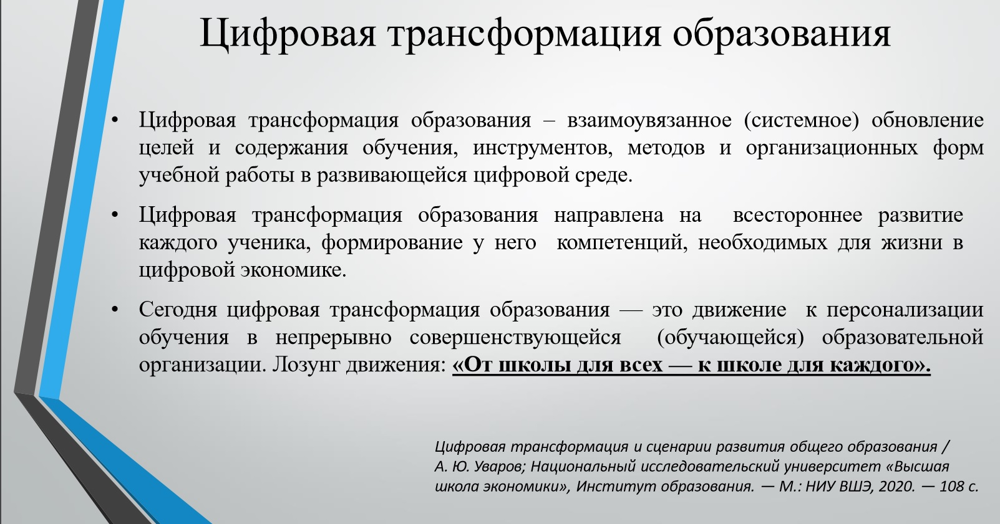 Цифровая трансформация образования
• Цифровая трансформация образования – взаимоувязанное (системное) обновление
целей и содержания обучения, инструментов, методов и организационных форм
учебной работы в развивающейся цифровой среде.
• Цифровая трансформация образования направлена на всестороннее развитие
каждого ученика, формирование у него компетенций, необходимых для жизни в
цифровой экономике.
• Сегодня цифровая трансформация образования — это движение к персонализации
обучения в непрерывно совершенствующейся (обучающейся) образовательной
организации. Лозунг движения: «От школы для всех — к школе для каждого».
Цифровая трансформация и сценарии развития общего образования /
А. Ю. Уваров; Национальный исследовательский университет «Высшая
школа экономики», Институт образования. — М.: НИУ ВШЭ, 2020. — 108 с.